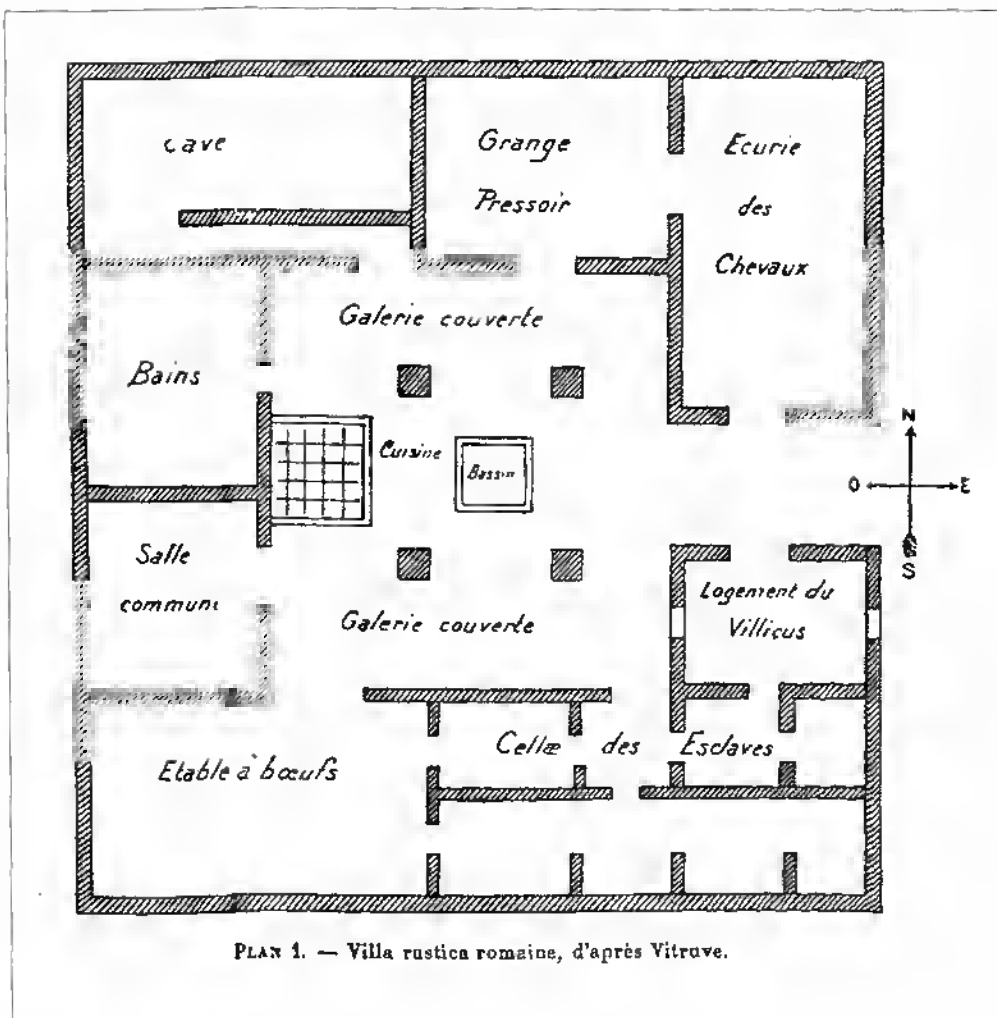 cave
Grange
Pressoir
Ecurie
des
Chevaux
Galerie couverte
Bains
Cuisine
Bassin
N
O E
S
Salle
commune
Logement du
Villicus
Galerie couverte
Cellæ des Esclaves
Etable à bœufs
PLAN 1. — Villa rustica romaine, d'après Vitruve.